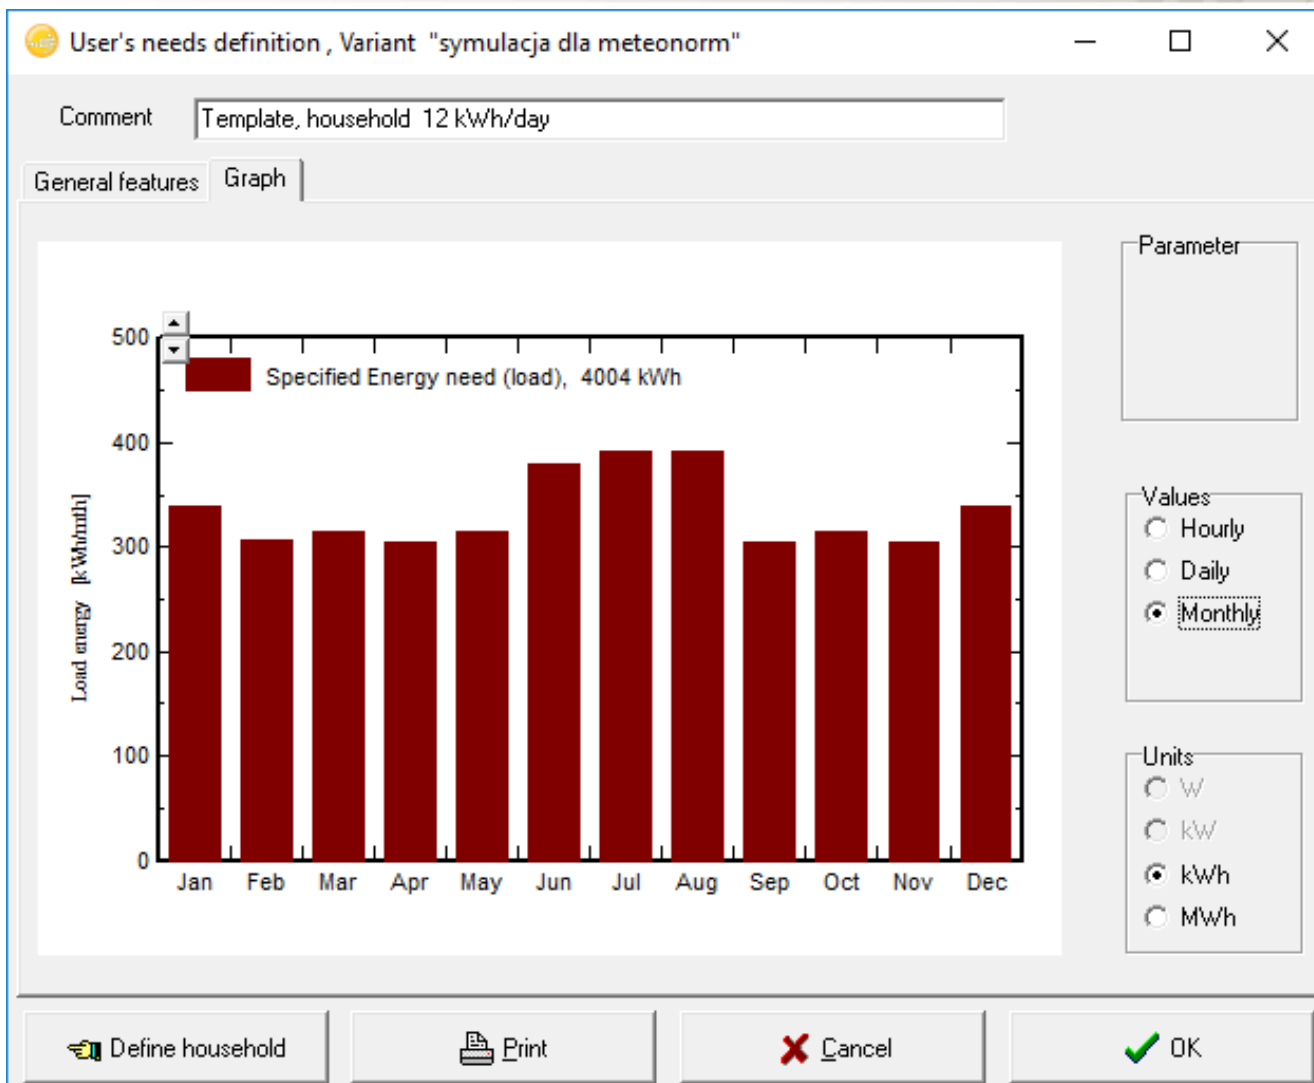 User's needs definition , Variant "symulacja dla meteonorm"
Comment
Template, household 12 kWh/day
General features
Graph
Parameter
500
Specified Energy need (load), 4004 kWh
400
300
200
100
0
Load energy [kWh/mth]
Jan Feb Mar Apr May Jun Jul Aug Sep Oct Nov Dec
Values
Hourly
Daily
Monthly
Units
W
kW
kWh
MWh
Define household
Print
Cancel
OK